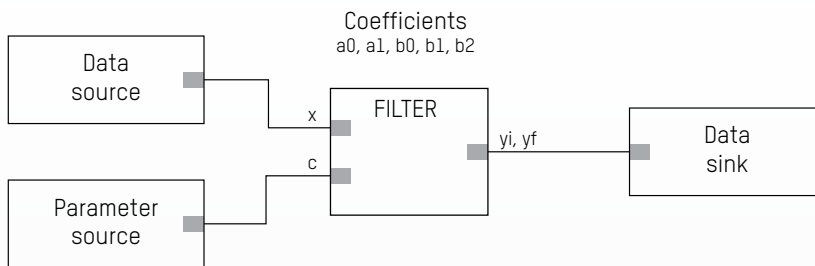 Coefficients
a0, a1, b0, b1, b2
Data
source
x
FILTER
yi, yf
Data
sink
c
Parameter
source